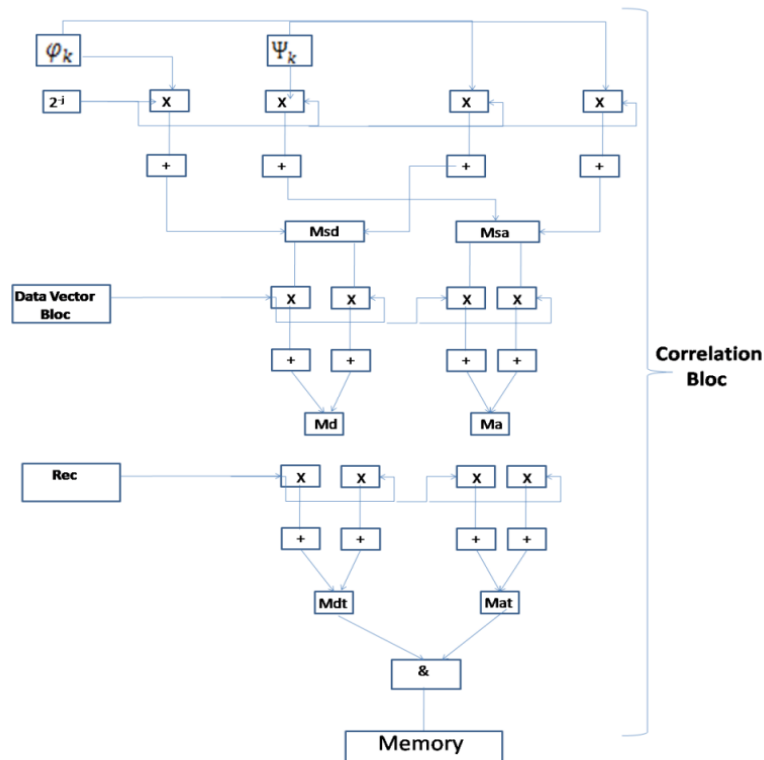 φk
Ψk
2-j
X
X
X
X
+
+
+
+
Msd
Msa
Data Vector
Bloc
X
X
X
X
+
+
+
+
Correlation
Bloc
Md
Ma
Rec
X
X
X
X
+
+
+
+
Mdt
Mat
&
Memory